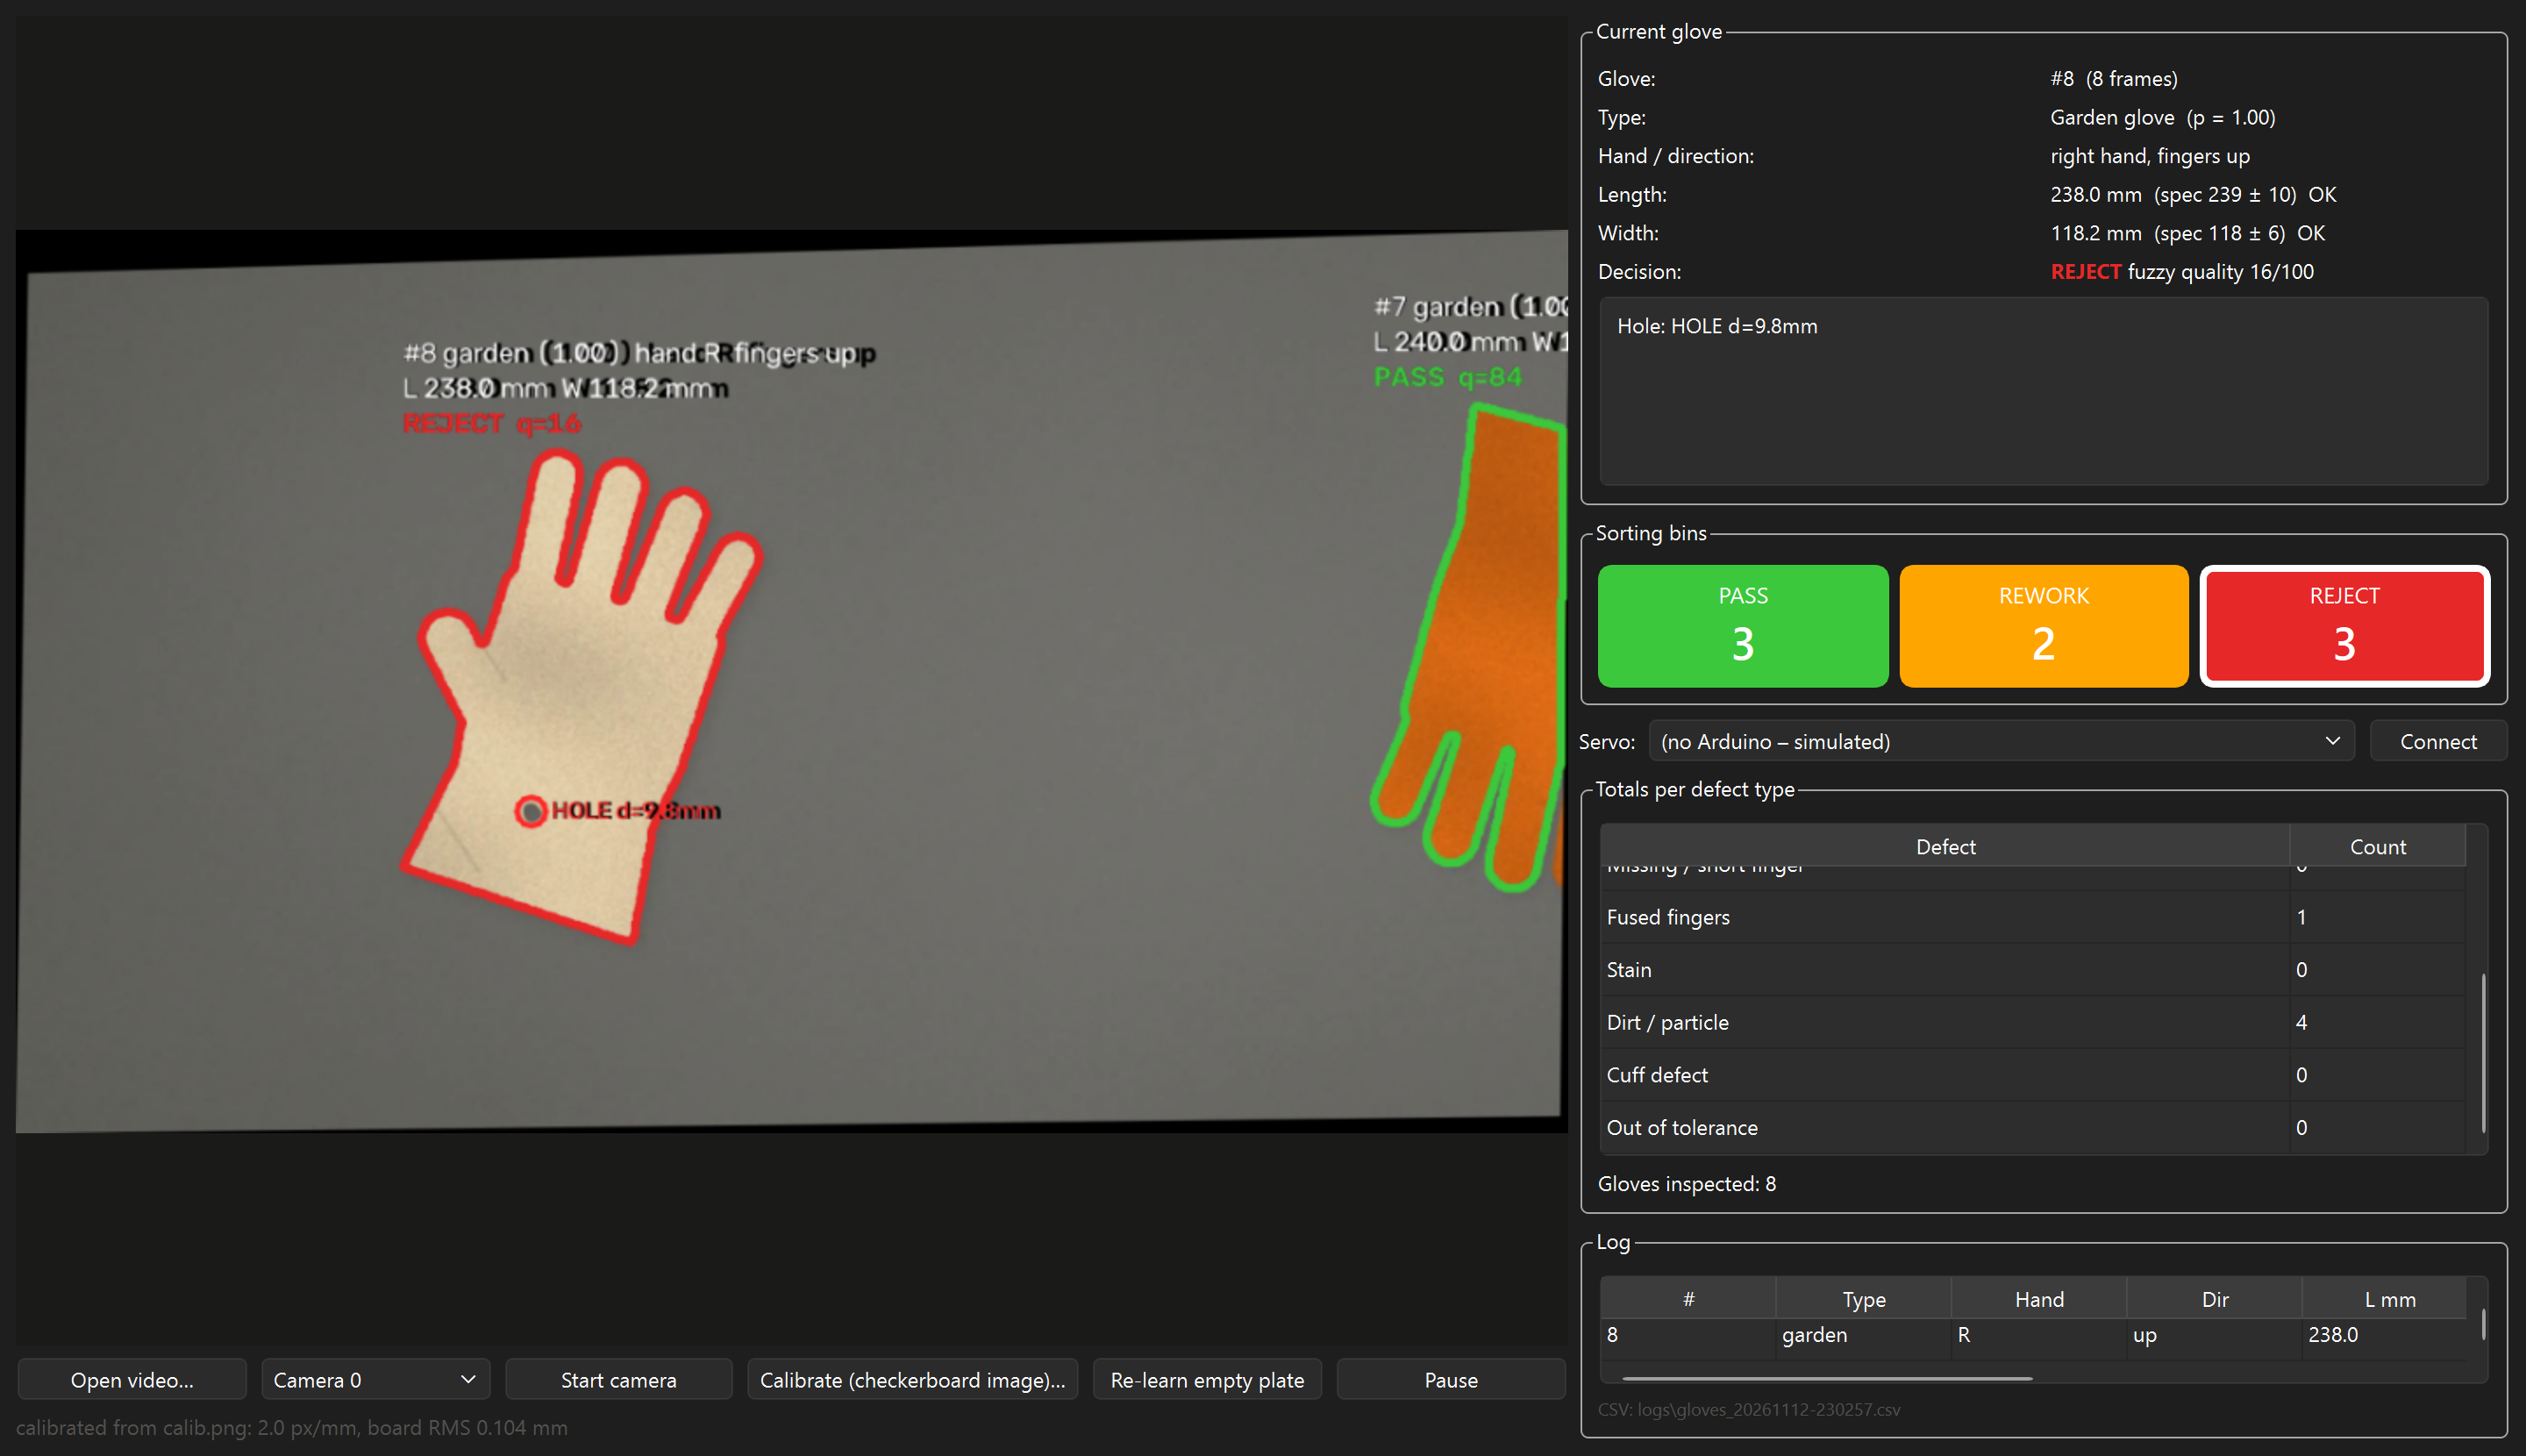 #8 garden (1.00) hand R fingers up
L 238.0 mm W 118.2 mm
REJECT q=16
#7 garden (1.00
L 240.0 mm W1
PASS q=84
HOLE d=9.8mm
Open video...
Camera 0
Start camera
Calibrate (checkerboard image)...
Re-learn empty plate
Pause
calibrated from calib.png: 2.0 px/mm, board RMS 0.104 mm
Current glove
Glove: #8 (8 frames)
Type: Garden glove (p = 1.00)
Hand / direction: right hand, fingers up
Length: 238.0 mm (spec 239 ± 10) OK
Width: 118.2 mm (spec 118 ± 6) OK
Decision: REJECT fuzzy quality 16/100
Hole: HOLE d=9.8mm
Sorting bins
PASS REWORK REJECT
3 2 3
Servo: (no Arduino – simulated) Connect
Totals per defect type
Defect Count
Missing / short finger
Fused fingers 1
Stain 0
Dirt / particle 4
Cuff defect 0
Out of tolerance 0
Gloves inspected: 8
Log
# Type Hand Dir L mm
8 garden R up 238.0
CSV: logs\gloves_20261112-230257.csv